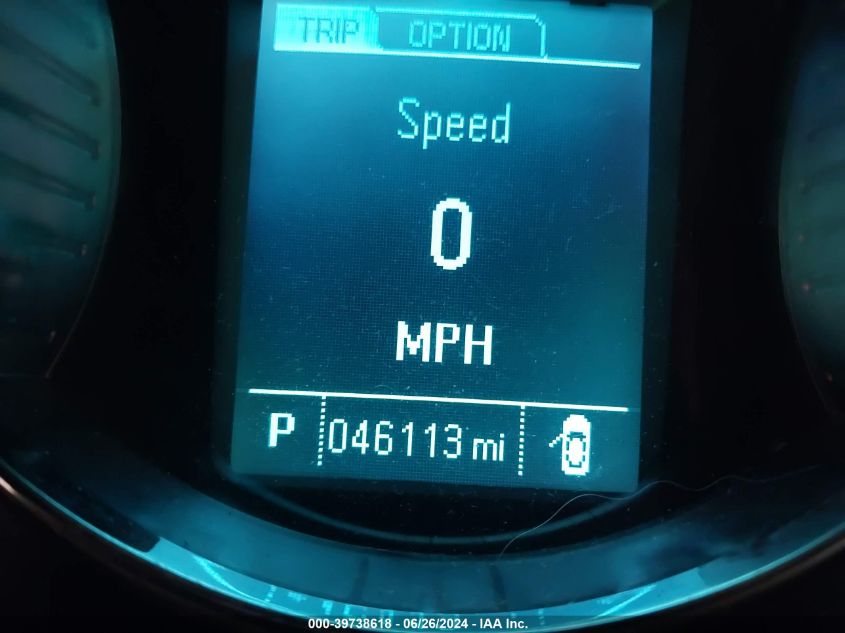 TRIP OPTION
Speed
0
MPH
P 046113 mi
000-39738618 - 06/26/2024 - IAA Inc.